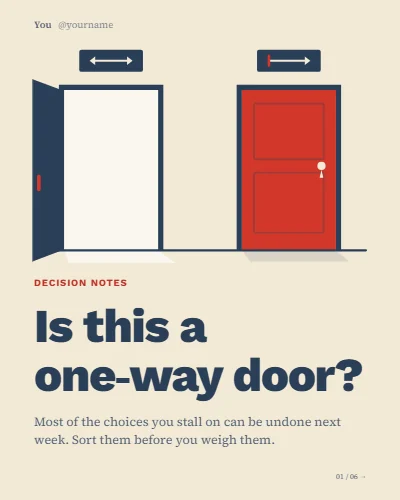 You @yourname
DECISION NOTES
Is this a
one-way door?
Most of the choices you stall on can be undone next
week. Sort them before you weigh them.
01 / 06